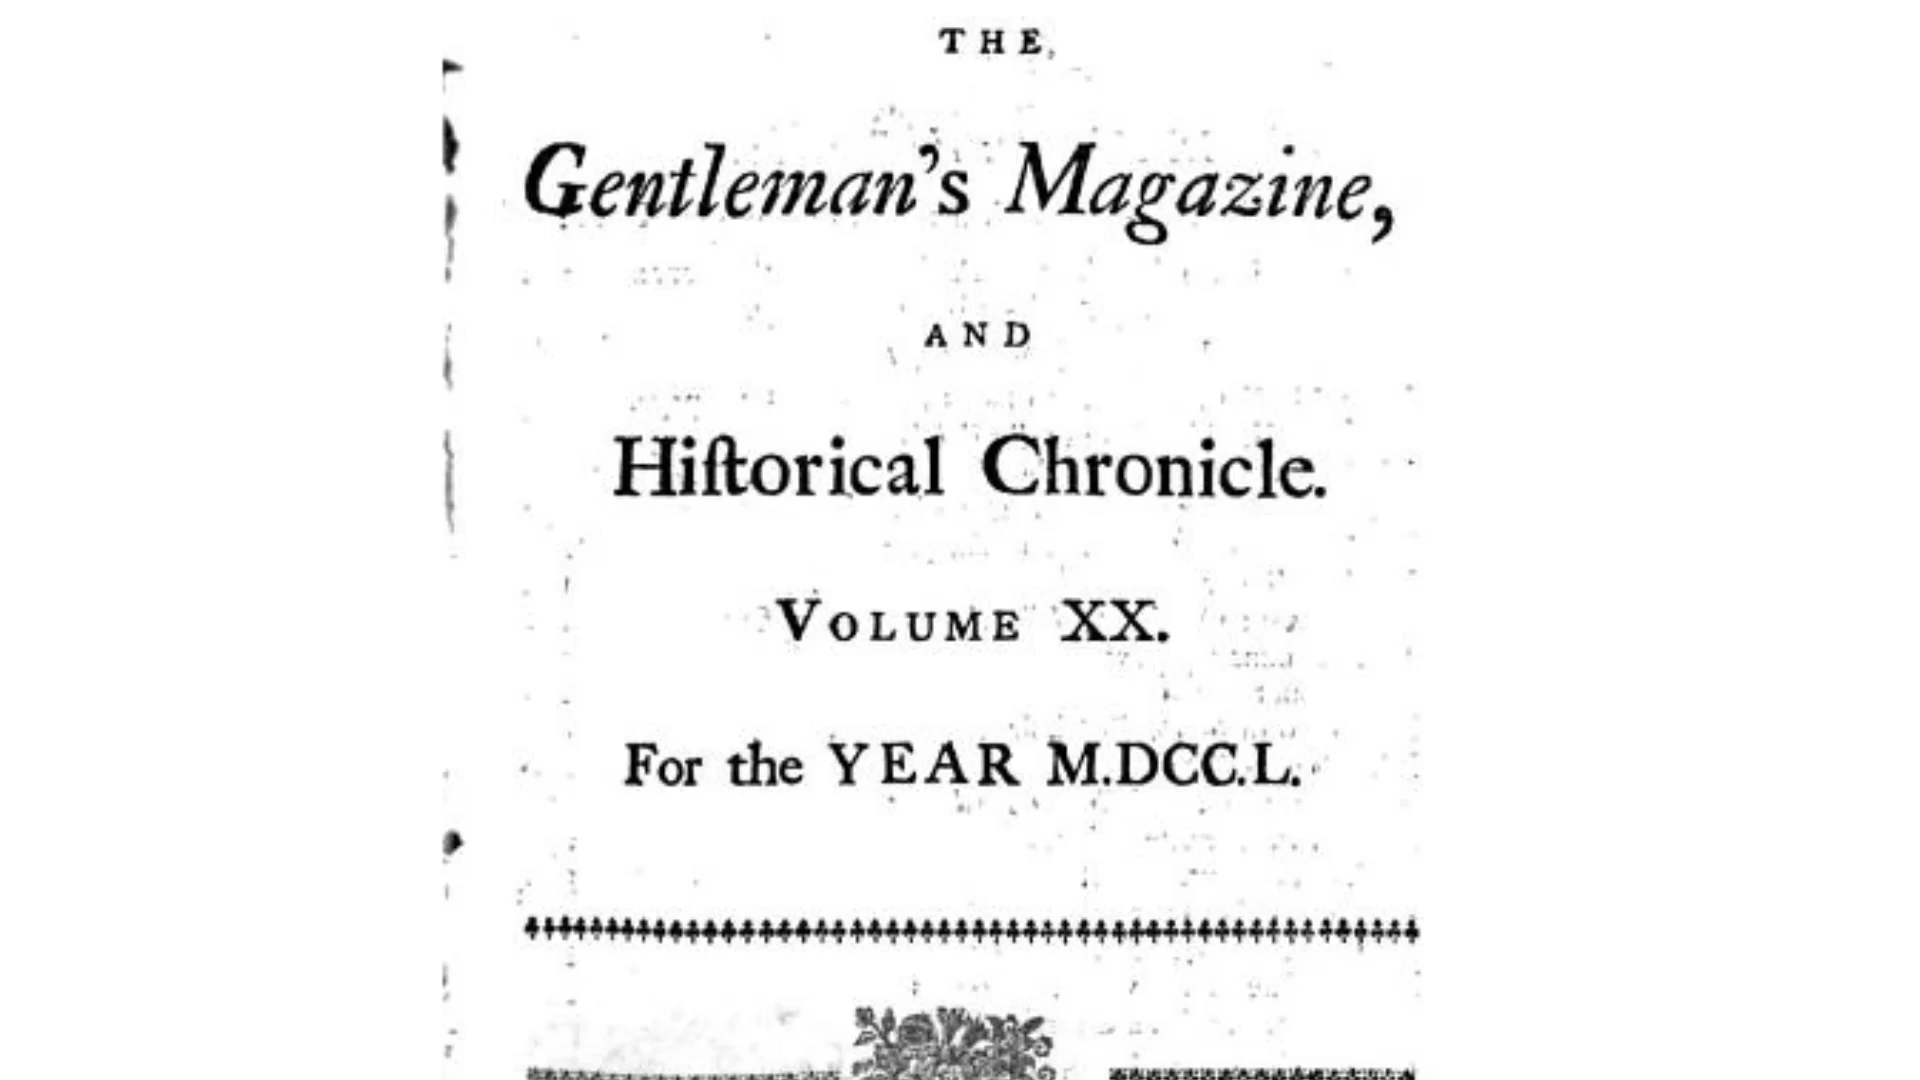 THE
Gentleman's Magazine,
AND
Hiſtorical Chronicle.
VOLUME XX.
For the YEAR M.DCC.L.